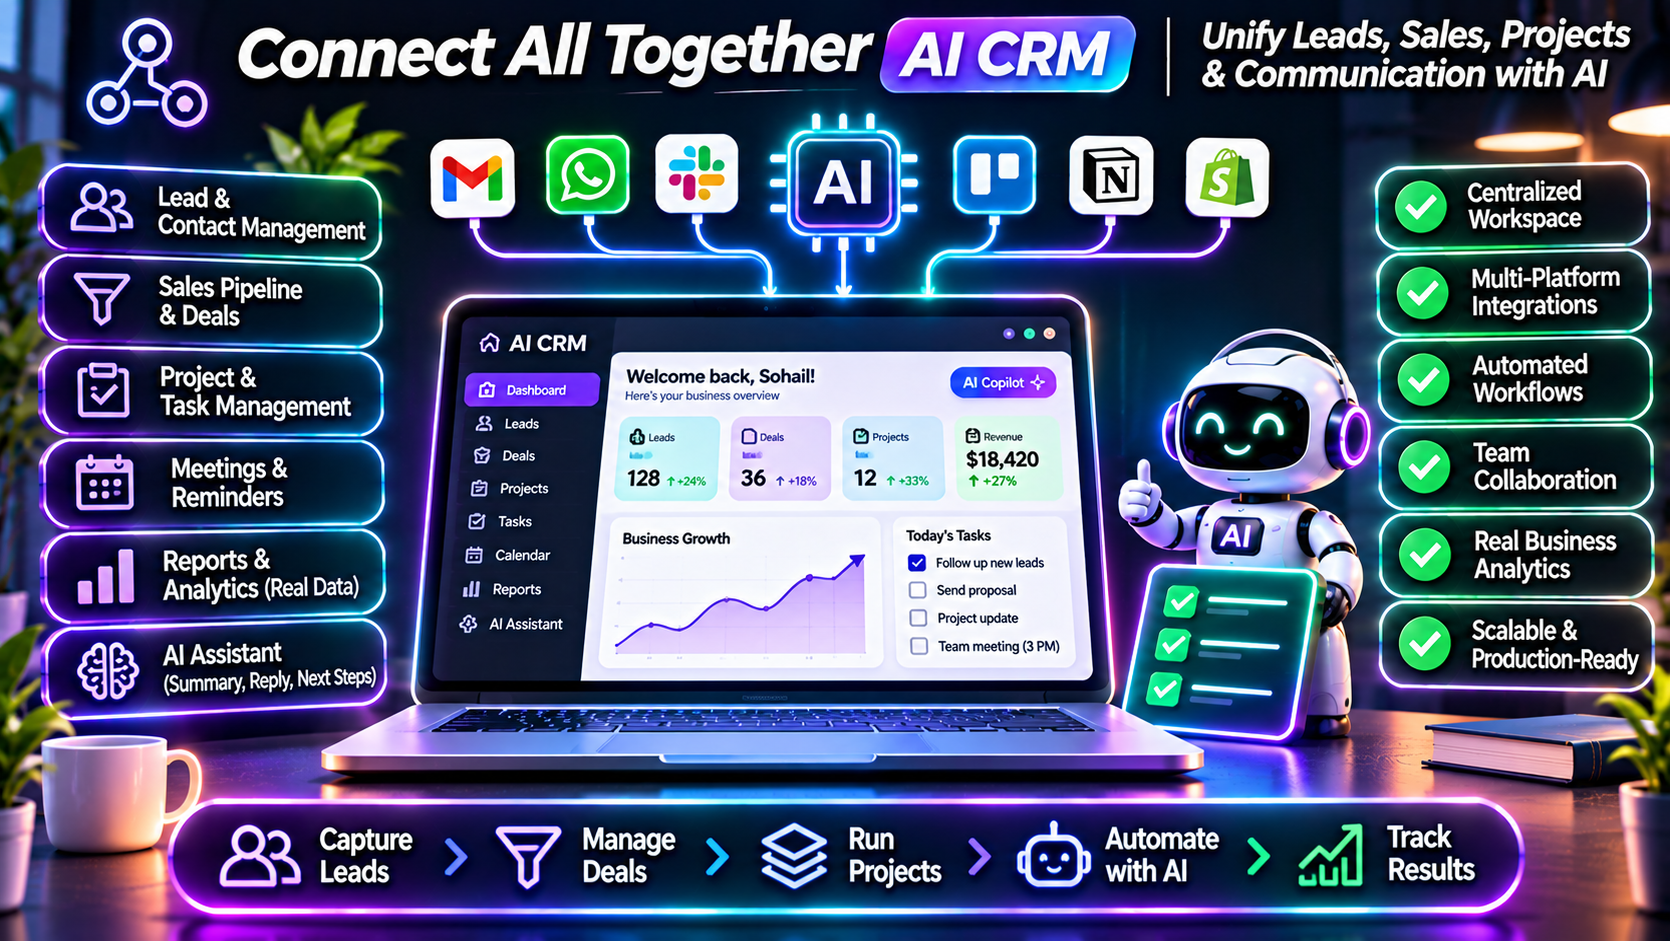 Connect All Together AI CRM
Unify Leads, Sales, Projects
& Communication with AI
Lead &
Contact Management
Sales Pipeline
& Deals
Project &
Task Management
Meetings &
Reminders
Reports &
Analytics (Real Data)
AI Assistant
(Summary, Reply, Next Steps)
AI
N
S
AI CRM
Dashboard
Leads
Deals
Projects
Tasks
Calendar
Reports
AI Assistant
Welcome back, Sohail!
Here's your business overview
AI Copilot
Leads
128 +24%
Deals
36 +18%
Projects
12 +33%
Revenue
$18,420
+27%
Business Growth
Today's Tasks
Follow up new leads
Send proposal
Project update
Team meeting (3 PM)
AI
Centralized
Workspace
Multi-Platform
Integrations
Automated
Workflows
Team
Collaboration
Real Business
Analytics
Scalable &
Production-Ready
Capture
Leads
Manage
Deals
Run
Projects
Automate
with AI
Track
Results